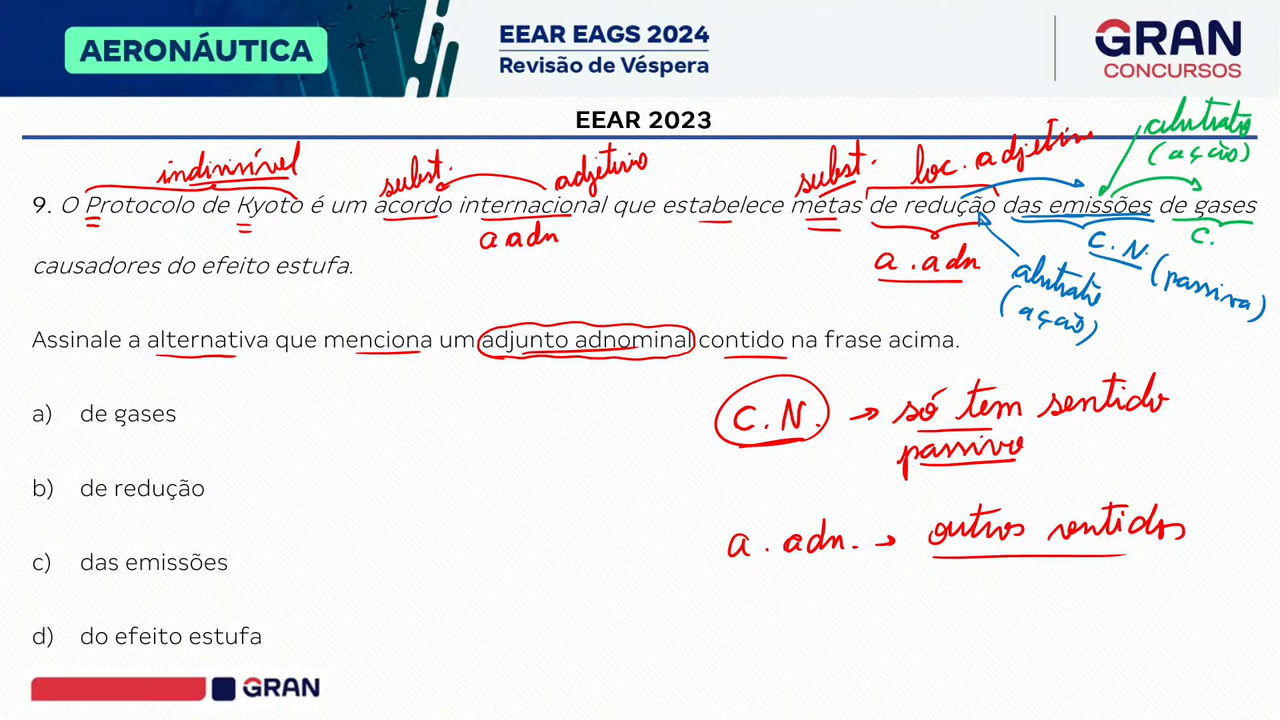 AERONÁUTICA
EEAR EAGS 2024
Revisão de Véspera
GRAN
CONCURSOS
EEAR 2023
indivisível
subst.
adjetivo
subst.
loc. adjetiva
abstrato
(ação)
9. O Protocolo de Kyoto é um acordo internacional que estabelece metas de redução das emissões de gases
a adn
a. adn
C.N. (passiva)
C.
causadores do efeito estufa.
abstrato
(ação)
Assinale a alternativa que menciona um adjunto adnominal contido na frase acima.
a) de gases
C.N. → só tem sentido
passivo
b) de redução
a. adn. → outros sentidos
c) das emissões
d) do efeito estufa
GRAN